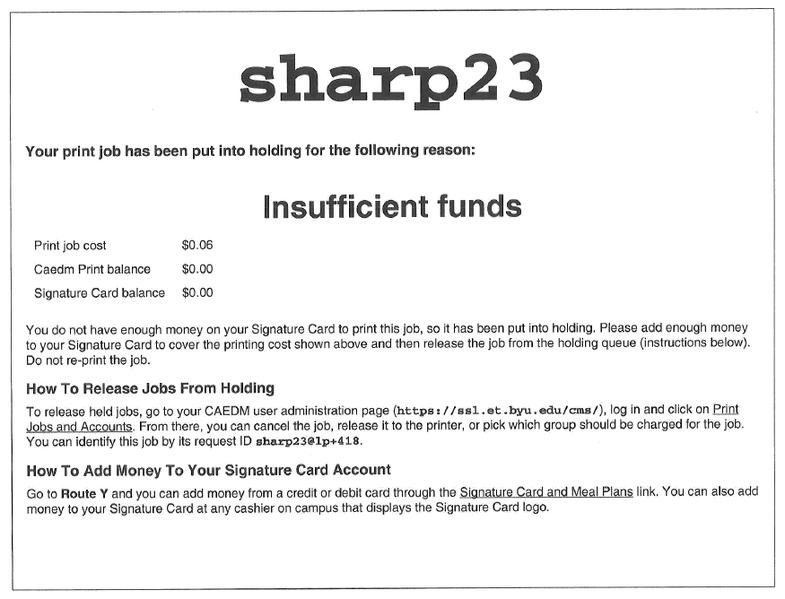 sharp23
Your print job has been put into holding for the following reason:
Insufficient funds
Print job cost $0.06
Caedm Print balance $0.00
Signature Card balance $0.00
You do not have enough money on your Signature Card to print this job, so it has been put into holding. Please add enough money
to your Signature Card to cover the printing cost shown above and then release the job from the holding queue (instructions below).
Do not re-print the job.
How To Release Jobs From Holding
To release held jobs, go to your CAEDM user administration page (https://ssl.et.byu.edu/cms/), log in and click on Print
Jobs and Accounts. From there, you can cancel the job, release it to the printer, or pick which group should be charged for the job.
You can identify this job by its request ID sharp23@lp+418.
How To Add Money To Your Signature Card Account
Go to Route Y and you can add money from a credit or debit card through the Signature Card and Meal Plans link. You can also add
money to your Signature Card at any cashier on campus that displays the Signature Card logo.